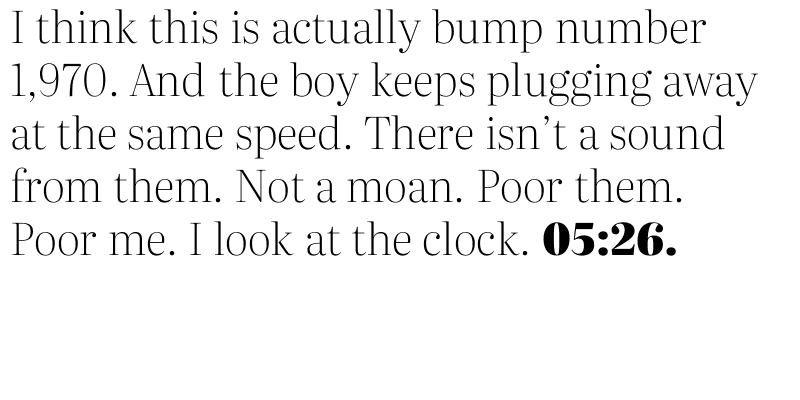 I think this is actually bump number
1,970. And the boy keeps plugging away
at the same speed. There isn’t a sound
from them. Not a moan. Poor them.
Poor me. I look at the clock. 05:26.